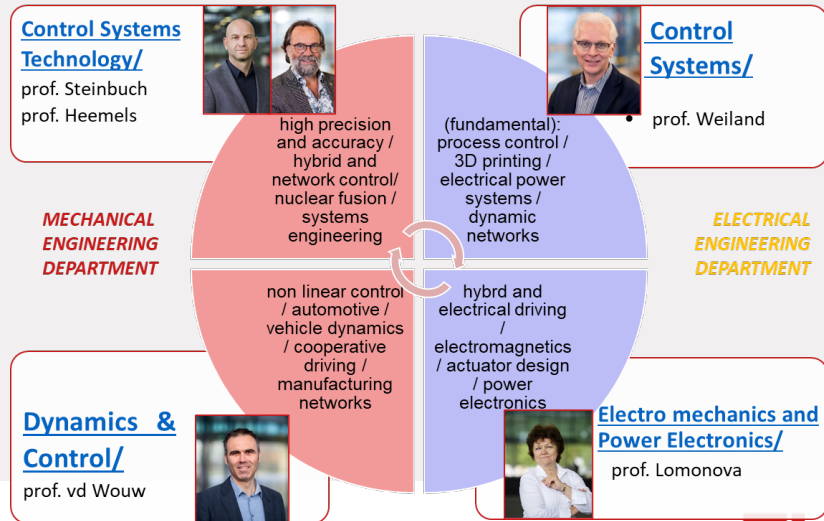 Control Systems
Technology/
prof. Steinbuch
prof. Heemels
Control
Systems/
• prof. Weiland
high precision
and accuracy /
hybrid and
network control/
nuclear fusion /
systems
engineering
(fundamental):
process control /
3D printing /
electrical power
systems /
dynamic
networks
MECHANICAL
ENGINEERING
DEPARTMENT
ELECTRICAL
ENGINEERING
DEPARTMENT
non linear control
/ automotive /
vehicle dynamics
/ cooperative
driving /
manufacturing
networks
hybrd and
electrical driving
/
electromagnetics
/ actuator design
/ power
electronics
Dynamics &
Control/
prof. vd Wouw
Electro mechanics and
Power Electronics/
prof. Lomonova